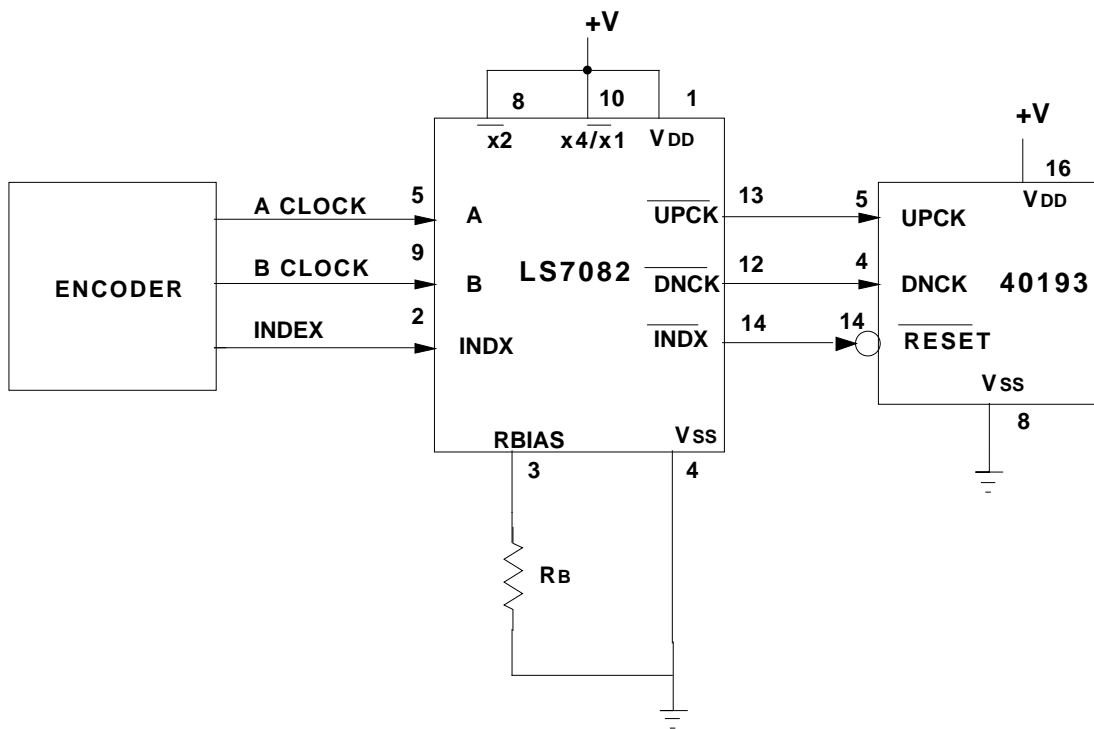 +V
8 10 1
x2 x4/x1 VDD
+V
16
VDD
ENCODER
A CLOCK
5
A
B CLOCK
9
B
INDEX
2
INDX
LS7082
UPCK
13
DNCK
12
INDX
14
5
UPCK
4
DNCK
40193
14
RESET
VSS
8
RBIAS
3
VSS
4
RB